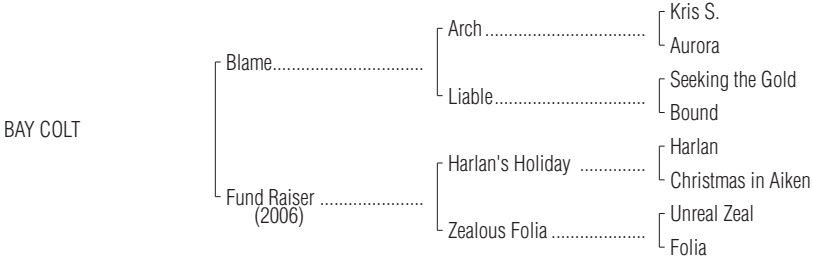 Kris S.
Arch ................................
Aurora
Blame..............................
Seeking the Gold
Liable..............................
Bound
BAY COLT
Harlan
Harlan's Holiday .............
Christmas in Aiken
Fund Raiser .....................
(2006)
Unreal Zeal
Zealous Folia ...................
Folia